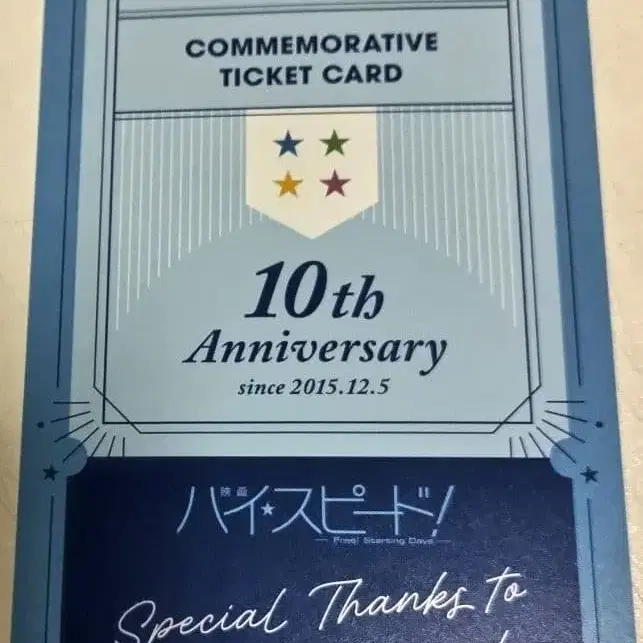 COMMEMORATIVE
TICKET CARD
10th
Anniversary
since 2015.12.5
映画
ハイ☆スピード!
Free! Starting Days
Special Thanks to